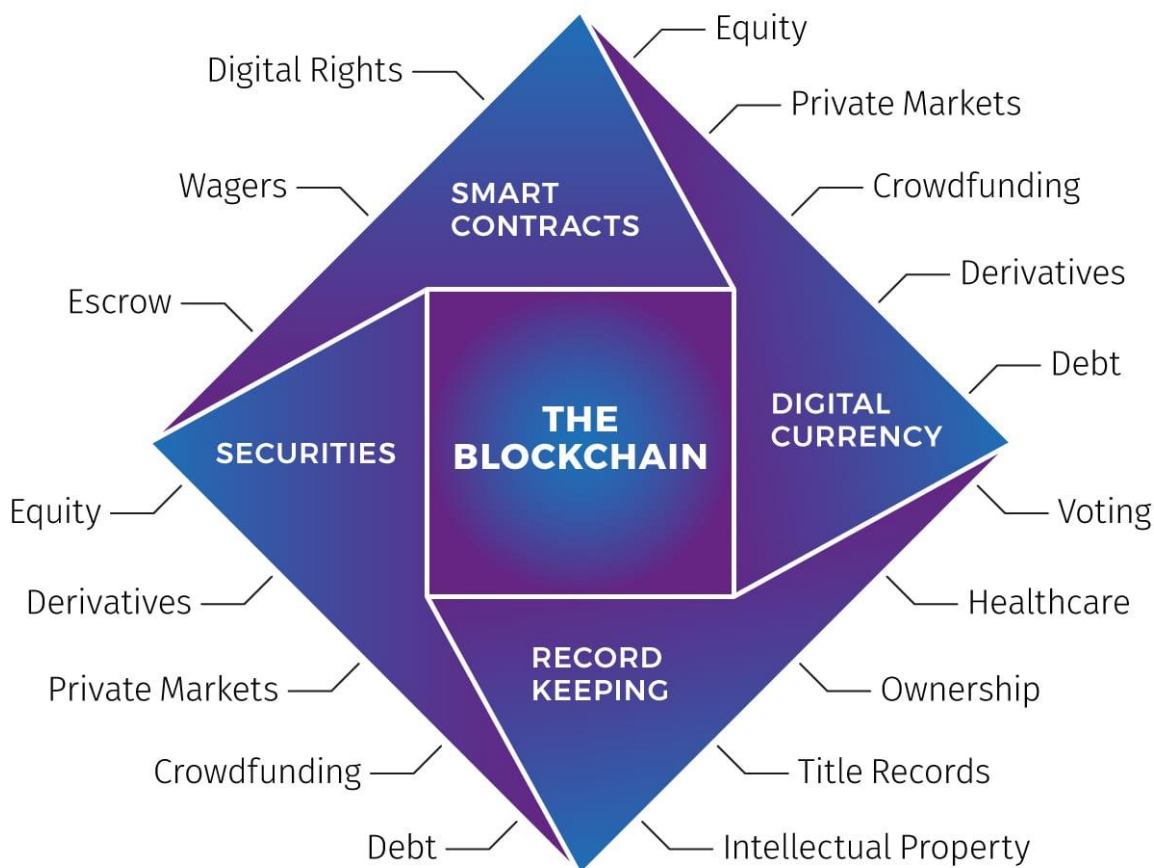 Equity
Digital Rights
Private Markets
Wagers
SMART
CONTRACTS
Crowdfunding
Derivatives
Escrow
Debt
DIGITAL
CURRENCY
THE
BLOCKCHAIN
SECURITIES
Equity
Voting
Derivatives
Healthcare
RECORD
KEEPING
Private Markets
Ownership
Crowdfunding
Title Records
Debt
Intellectual Property